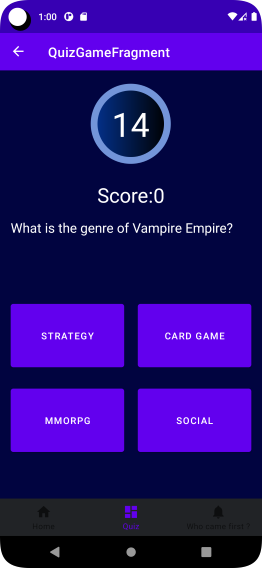 1:00
QuizGameFragment
14
Score:0
What is the genre of Vampire Empire?
STRATEGY
CARD GAME
MMORPG
SOCIAL
Home
Quiz
Who came first ?